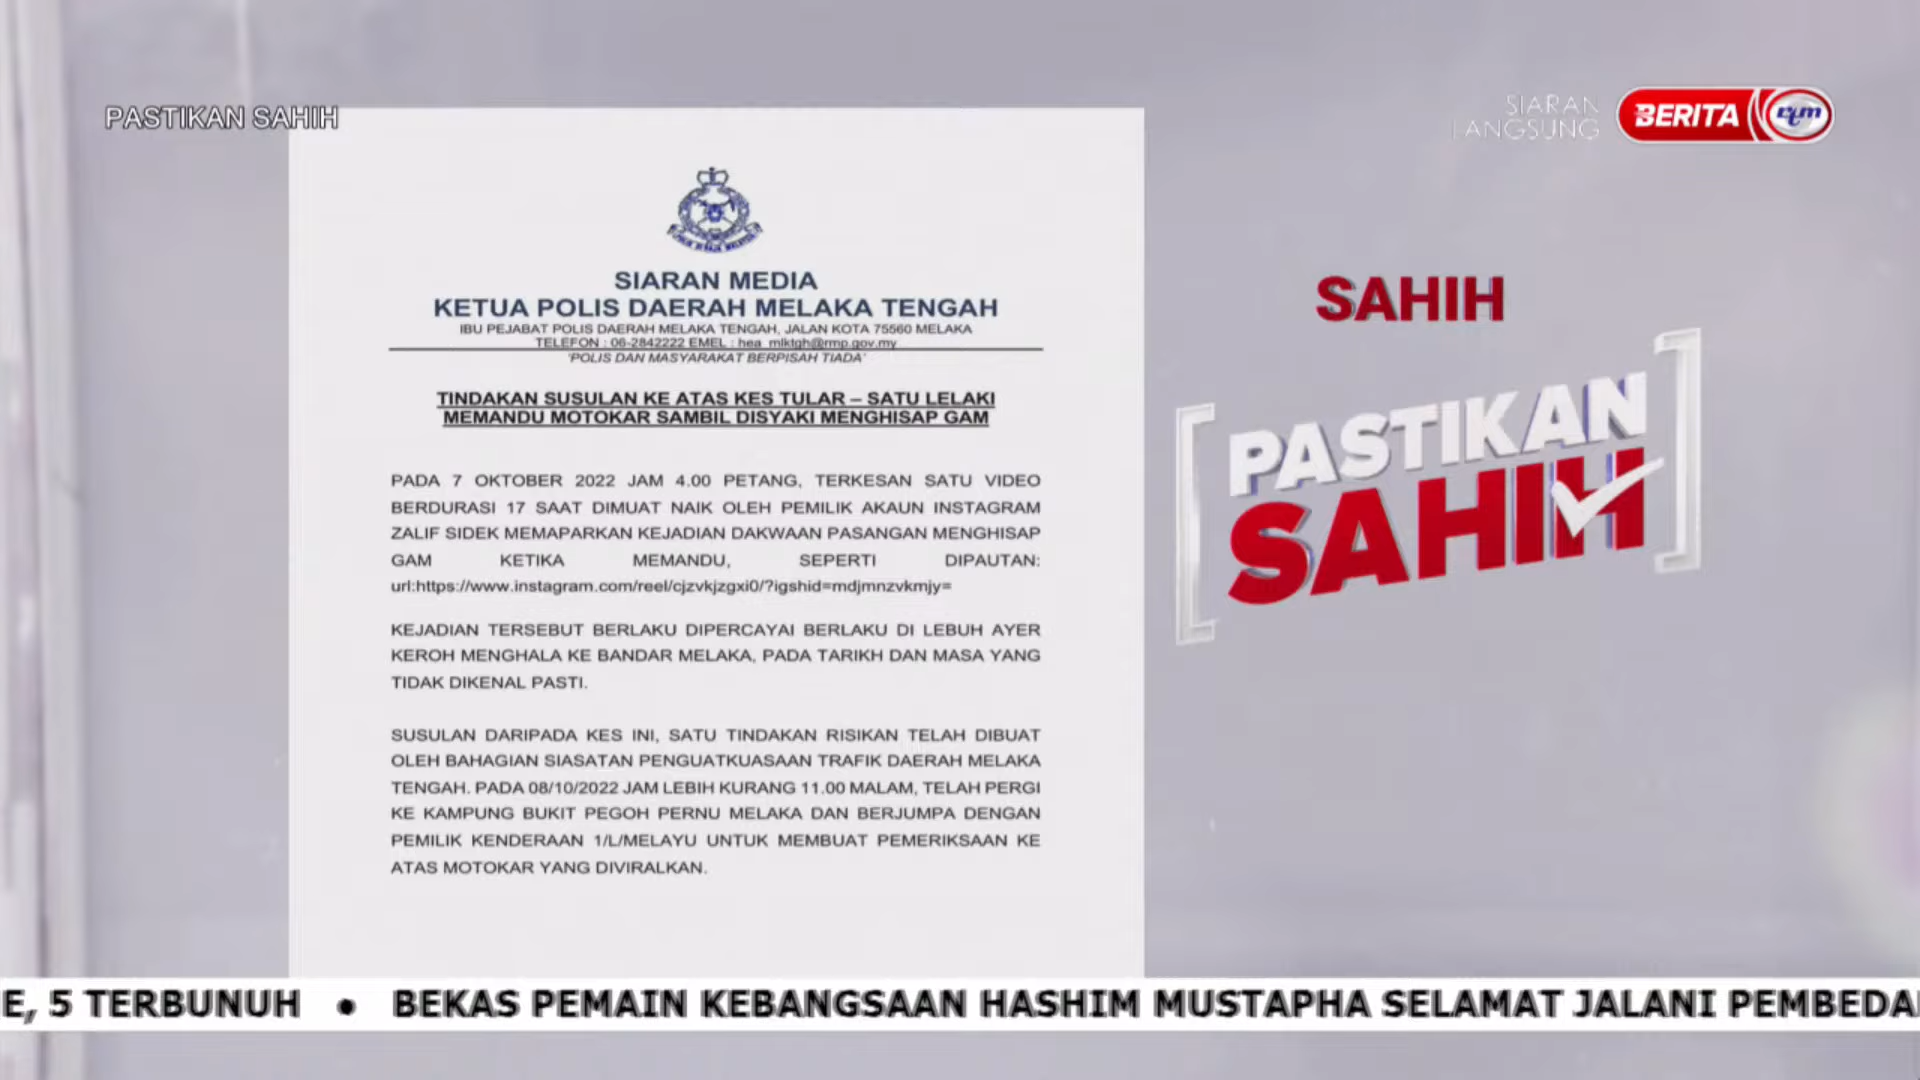 PASTIKAN SAHIH
SIARAN
LANGSUNG
BERITA rtm
SIARAN MEDIA
KETUA POLIS DAERAH MELAKA TENGAH
IBU PEJABAT POLIS DAERAH MELAKA TENGAH, JALAN KOTA 75560 MELAKA
TELEFON : 06-2842222 EMEL : hea_mlktgh@rmp.gov.my
'POLIS DAN MASYARAKAT BERPISAH TIADA'
TINDAKAN SUSULAN KE ATAS KES TULAR – SATU LELAKI
MEMANDU MOTOKAR SAMBIL DISYAKI MENGHISAP GAM
PADA 7 OKTOBER 2022 JAM 4.00 PETANG, TERKESAN SATU VIDEO
BERDURASI 17 SAAT DIMUAT NAIK OLEH PEMILIK AKAUN INSTAGRAM
ZALIF SIDEK MEMAPARKAN KEJADIAN DAKWAAN PASANGAN MENGHISAP
GAM KETIKA MEMANDU, SEPERTI DIPAUTAN:
url:https://www.instagram.com/reel/cjzvkjzgxi0/?igshid=mdjmnzvkmjy=
KEJADIAN TERSEBUT BERLAKU DIPERCAYAI BERLAKU DI LEBUH AYER
KEROH MENGHALA KE BANDAR MELAKA, PADA TARIKH DAN MASA YANG
TIDAK DIKENAL PASTI.
SUSULAN DARIPADA KES INI, SATU TINDAKAN RISIKAN TELAH DIBUAT
OLEH BAHAGIAN SIASATAN PENGUATKUASAAN TRAFIK DAERAH MELAKA
TENGAH. PADA 08/10/2022 JAM LEBIH KURANG 11.00 MALAM, TELAH PERGI
KE KAMPUNG BUKIT PEGOH PERNU MELAKA DAN BERJUMPA DENGAN
PEMILIK KENDERAAN 1/L/MELAYU UNTUK MEMBUAT PEMERIKSAAN KE
ATAS MOTOKAR YANG DIVIRALKAN.
SAHIH
PASTIKAN
SAHIH
E, 5 TERBUNUH • BEKAS PEMAIN KEBANGSAAN HASHIM MUSTAPHA SELAMAT JALANI PEMBEDA